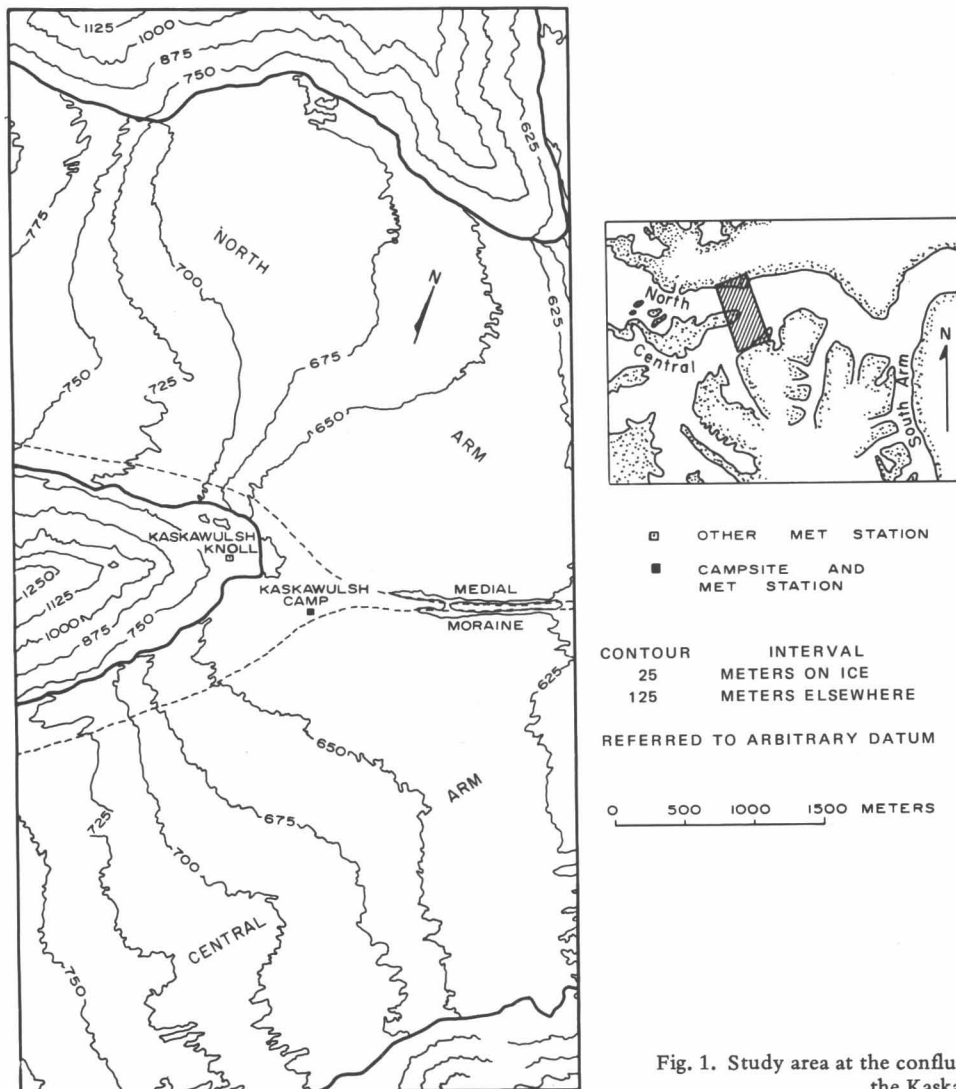 1125
1000
875
750
625
775
NORTH
700
N
625
750
725
675
650
ARM
KASKAWULSH
KNOLL
1250
1125
1000
875
750
KASKAWULSH
CAMP
MEDIAL
MORAINE
625
650
ARM
725
675
700
CENTRAL
750
North
Central
South Arm
N
OTHER MET STATION
CAMPSITE AND
MET STATION
CONTOUR INTERVAL
25 METERS ON ICE
125 METERS ELSEWHERE
REFERRED TO ARBITRARY DATUM
0 500 1000 1500 METERS
Fig. 1. Study area at the conflu
the Kaska